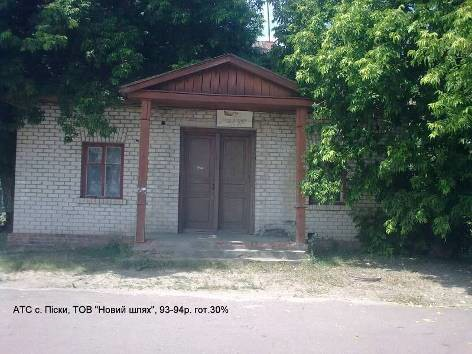 АТС с. Піски, ТОВ "Новий шлях", 93-94р. гот.30%